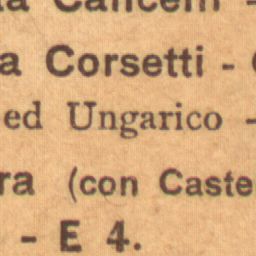 a Corsetti -
ed Ungarico -
ra (con Caste
- E 4.